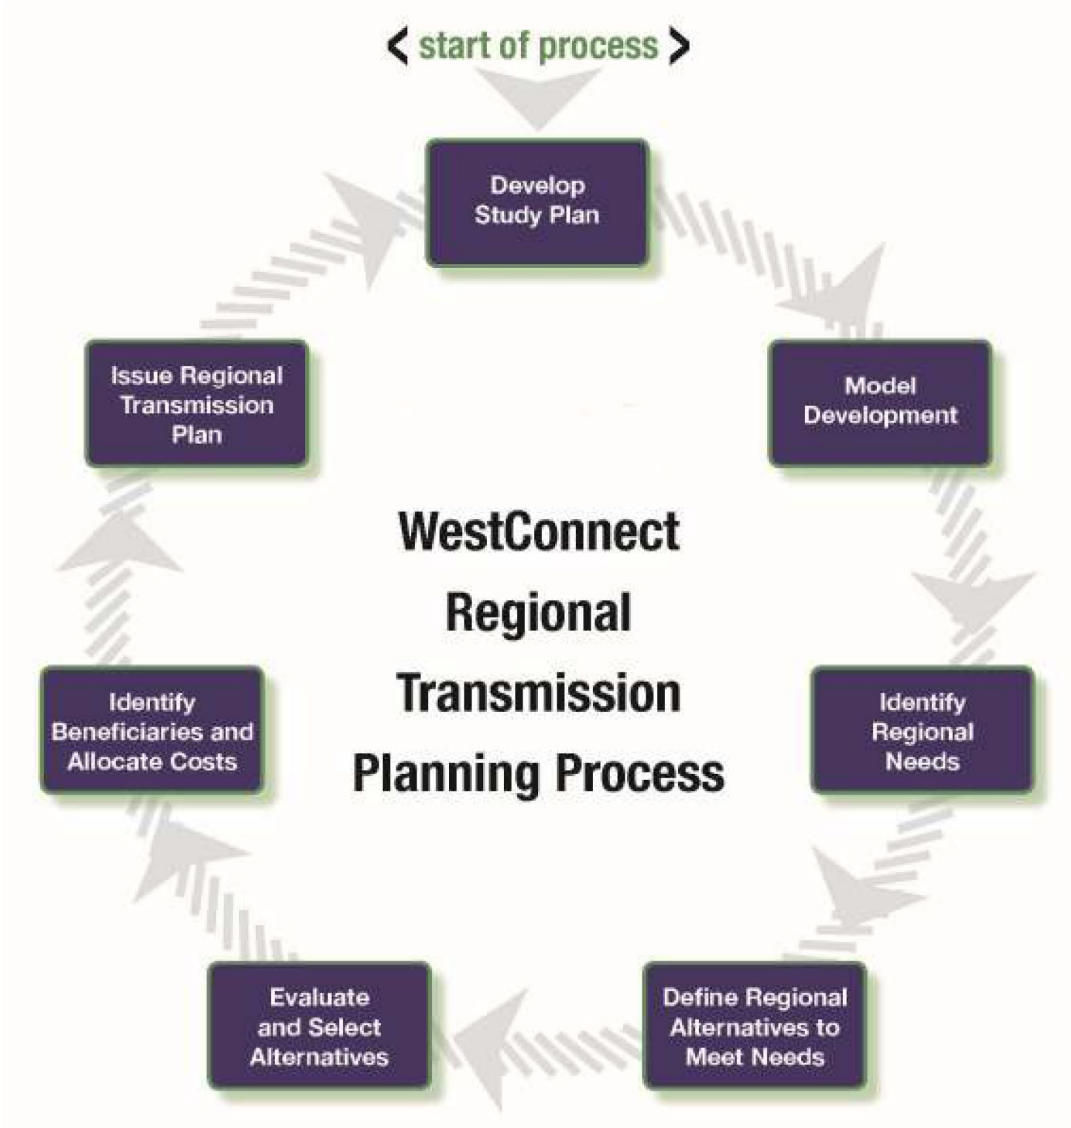 < start of process >
Develop
Study Plan
Model
Development
Identify
Regional
Needs
Define Regional
Alternatives to
Meet Needs
Evaluate
and Select
Alternatives
Identify
Beneficiaries and
Allocate Costs
Issue Regional
Transmission
Plan
WestConnect
Regional
Transmission
Planning Process